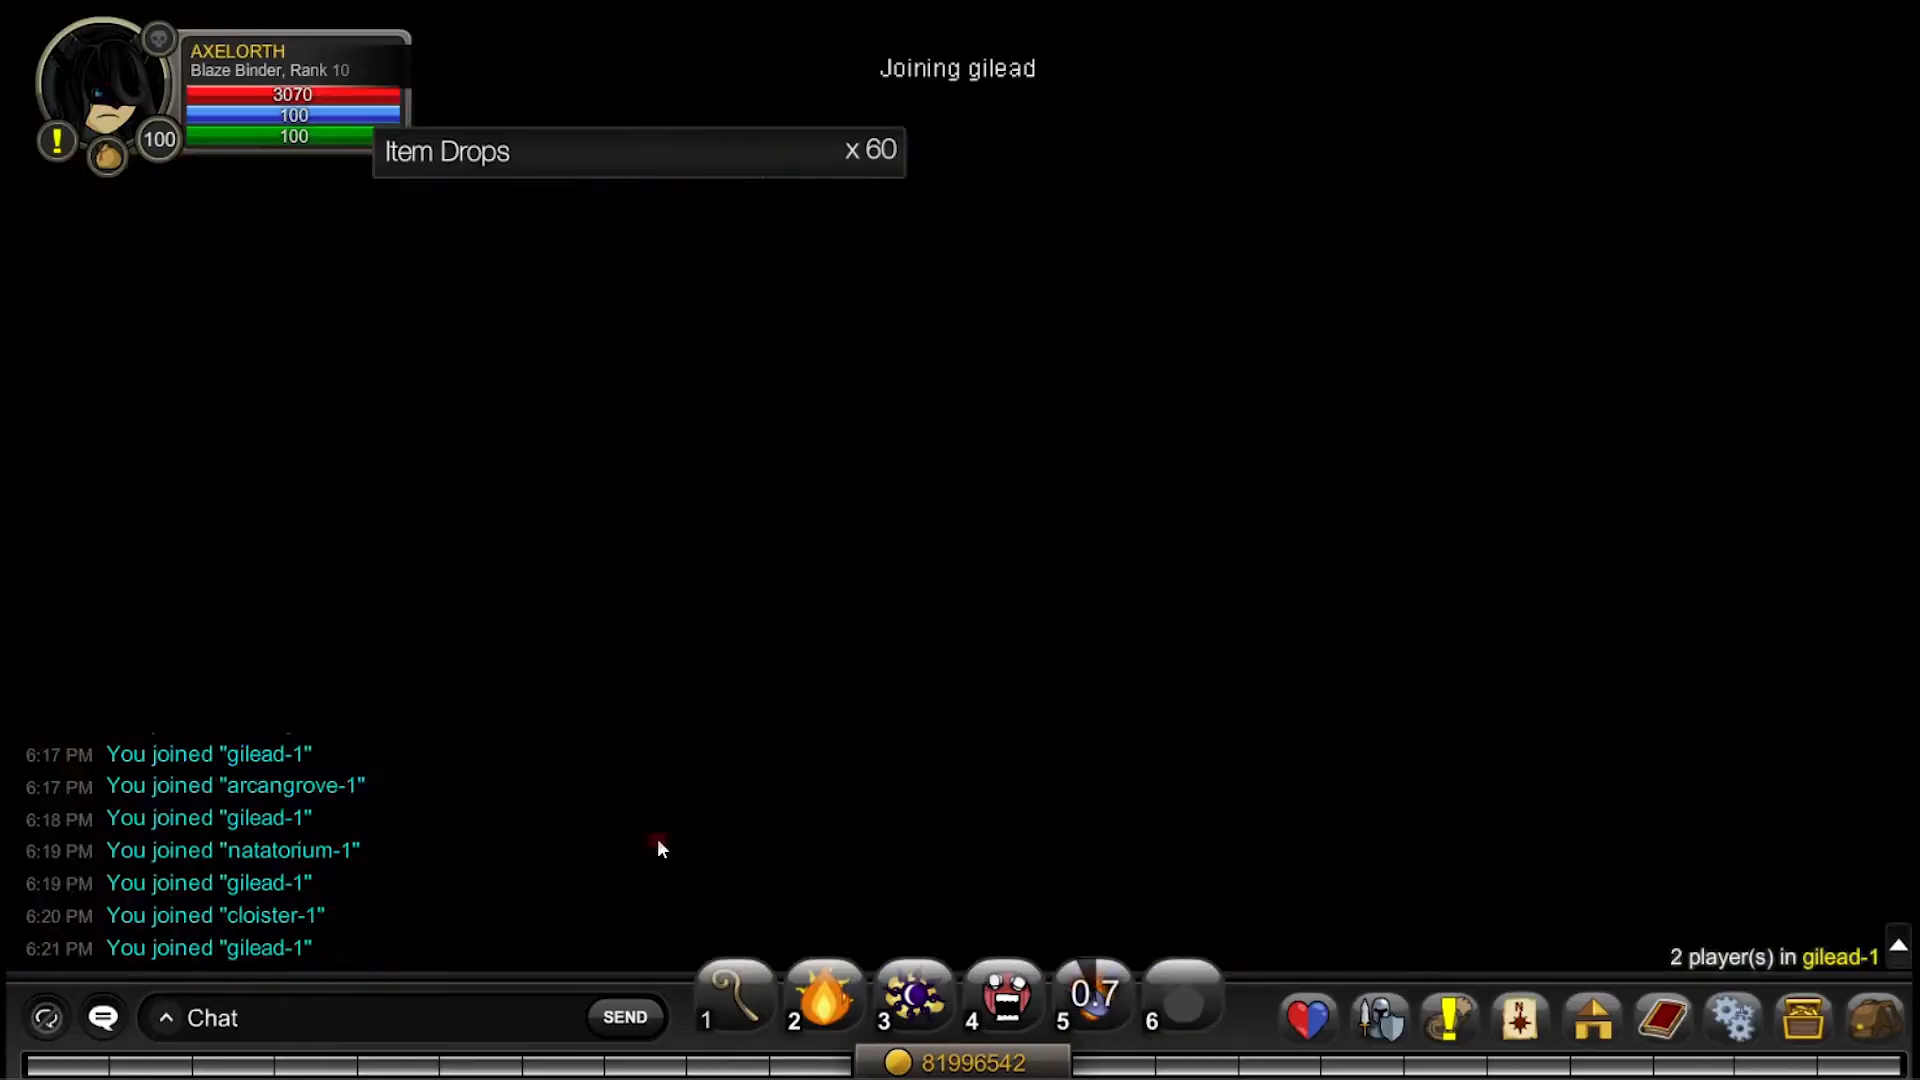 AXELORTH
Blaze Binder, Rank 10
3070
100
100
100
!
Joining gilead
Item Drops x 60
6:17 PM You joined "gilead-1"
6:17 PM You joined "arcangrove-1"
6:18 PM You joined "gilead-1"
6:19 PM You joined "natatorium-1"
6:19 PM You joined "gilead-1"
6:20 PM You joined "cloister-1"
6:21 PM You joined "gilead-1"
2 player(s) in gilead-1
Chat
SEND
1
2
3
4
5
0.7
6
N
81996542